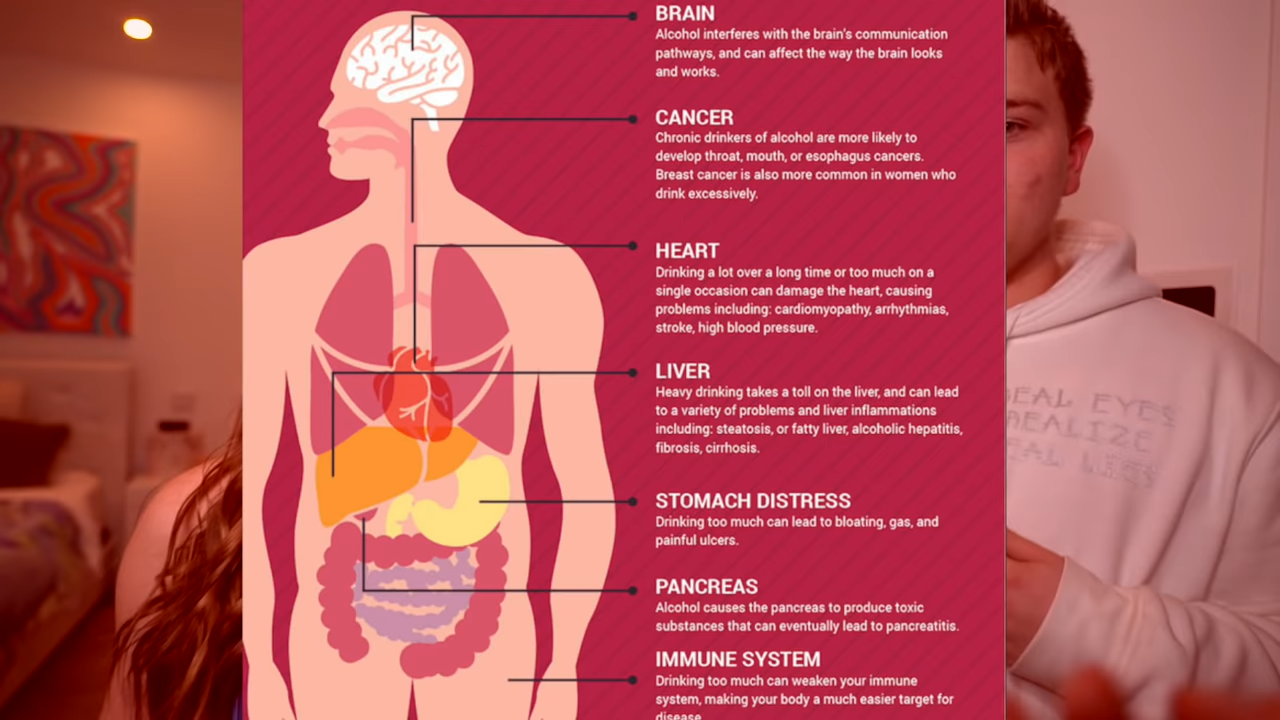 BRAIN
Alcohol interferes with the brain's communication
pathways, and can affect the way the brain looks
and works.
CANCER
Chronic drinkers of alcohol are more likely to
develop throat, mouth, or esophagus cancers.
Breast cancer is also more common in women who
drink excessively.
HEART
Drinking a lot over a long time or too much on a
single occasion can damage the heart, causing
problems including: cardiomyopathy, arrhythmias,
stroke, high blood pressure.
LIVER
Heavy drinking takes a toll on the liver, and can lead
to a variety of problems and liver inflammations
including: steatosis, or fatty liver, alcoholic hepatitis,
fibrosis, cirrhosis.
STOMACH DISTRESS
Drinking too much can lead to bloating, gas, and
painful ulcers.
PANCREAS
Alcohol causes the pancreas to produce toxic
substances that can eventually lead to pancreatitis.
IMMUNE SYSTEM
Drinking too much can weaken your immune
system, making your body a much easier target for
disease.
EYES
REALIZE